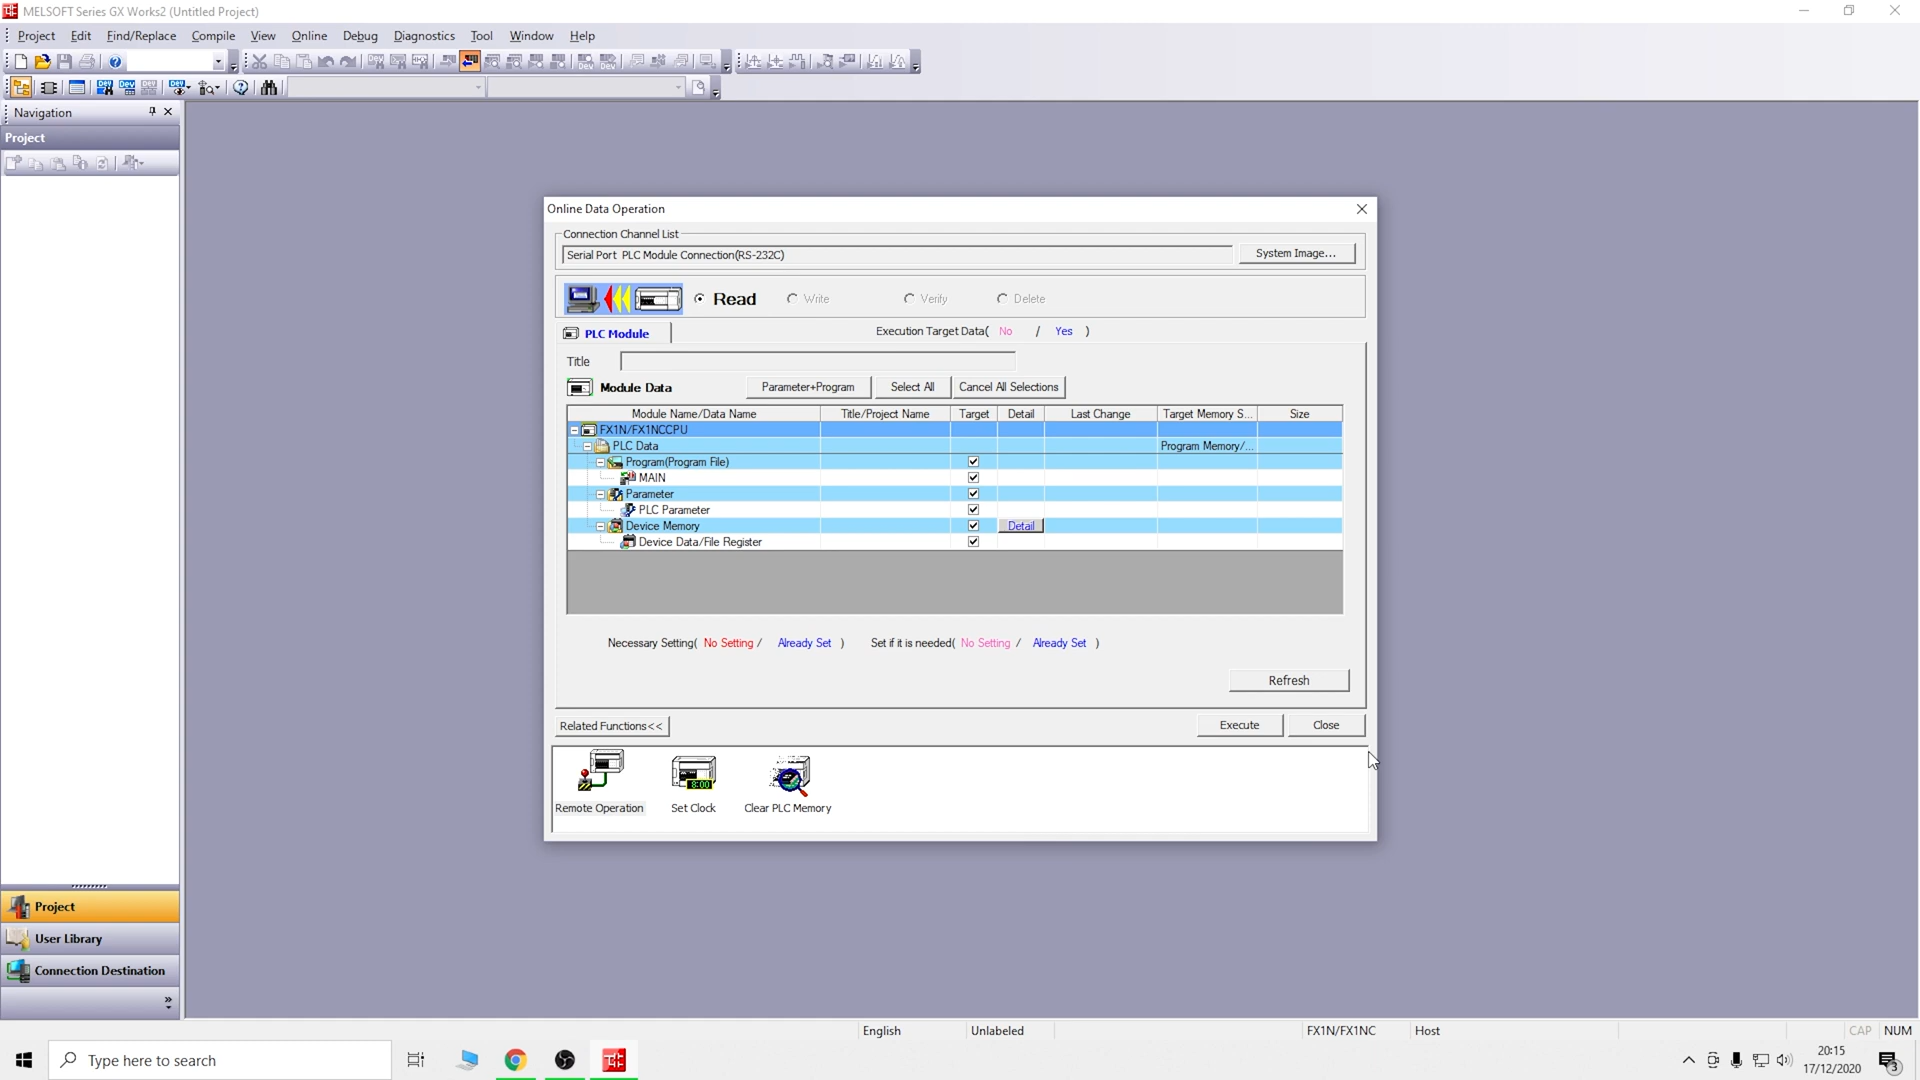 MELSOFT Series GX Works2 (Untitled Project)
Project Edit Find/Replace Compile View Online Debug Diagnostics Tool Window Help
Navigation
Project
Online Data Operation
Connection Channel List
Serial Port PLC Module Connection(RS-232C)
System Image...
Read Write Verify Delete
PLC Module
Execution Target Data( No / Yes )
Title
Module Data
Parameter+Program
Select All
Cancel All Selections
Module Name/Data Name Title/Project Name Target Detail Last Change Target Memory S... Size
FX1N/FX1NCCPU
PLC Data Program Memory/...
Program(Program File)
MAIN
Parameter
PLC Parameter
Device Memory Detail
Device Data/File Register
Necessary Setting( No Setting / Already Set ) Set if it is needed( No Setting / Already Set )
Refresh
Related Functions<<
Execute
Close
8:00
Remote Operation Set Clock Clear PLC Memory
Project
User Library
Connection Destination
»
English Unlabeled FX1N/FX1NC Host CAP NUM
Type here to search
20:15
17/12/2020
3